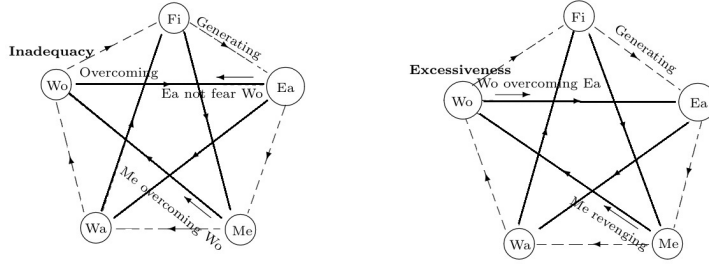 Fi
Generating
Inadequacy
Overcoming
Wo
Ea
Ea not fear Wo
Me overcoming Wo
Wa
Me
Fi
Generating
Excessiveness
Wo overcoming Ea
Wo
Ea
Me revenging
Wa
Me